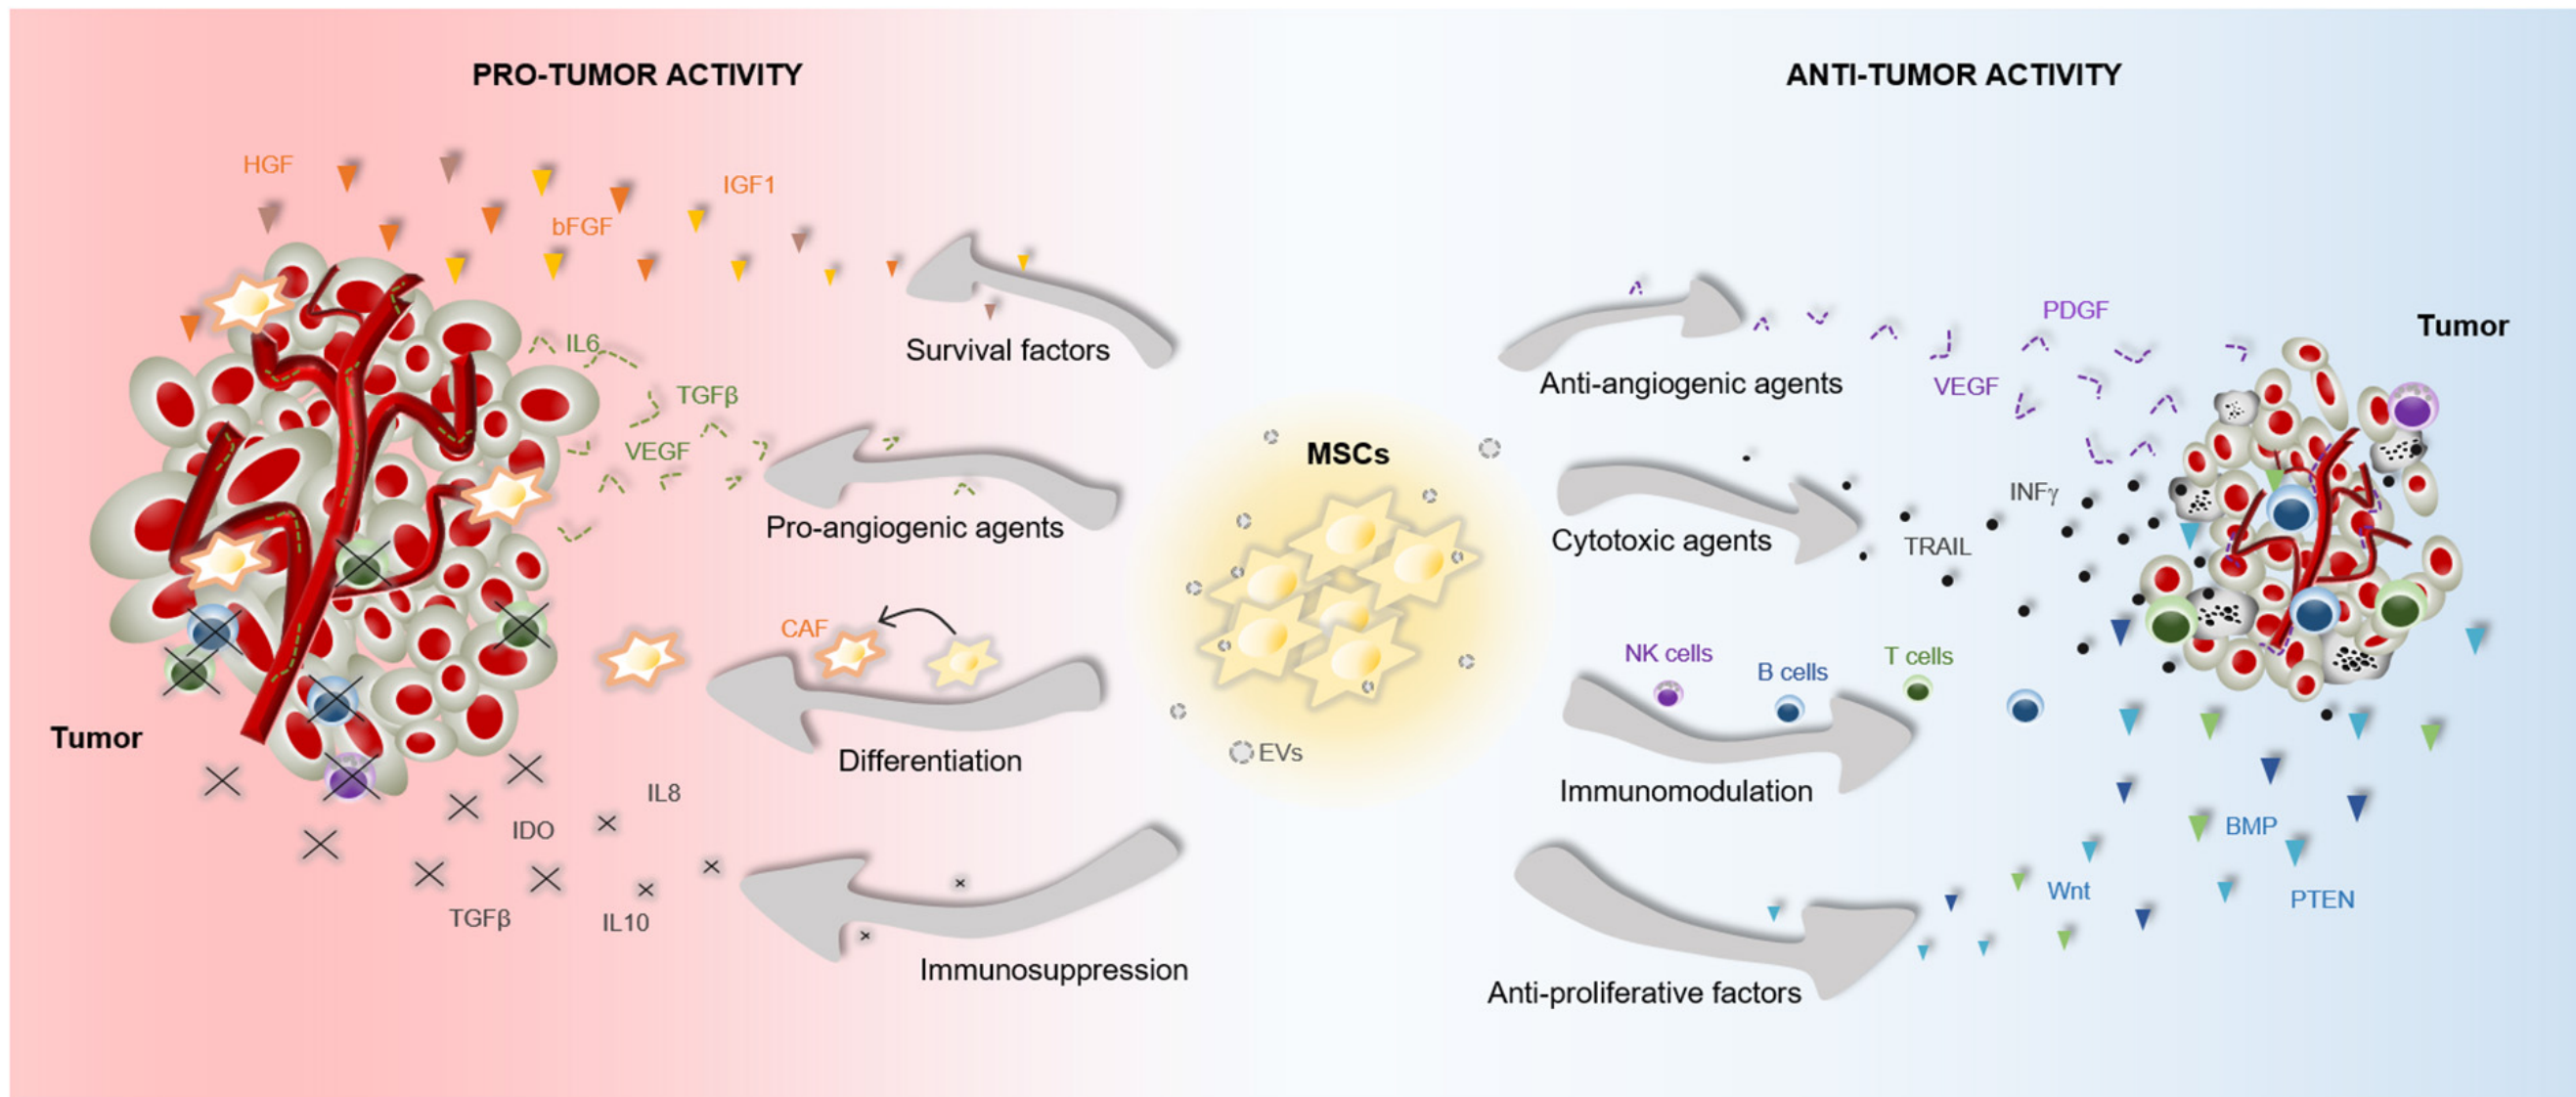 PRO-TUMOR ACTIVITY
ANTI-TUMOR ACTIVITY
HGF
IGF1
bFGF
Survival factors
IL6
TGFβ
VEGF
Pro-angiogenic agents
CAF
Differentiation
Tumor
IL8
IDO
TGFβ
IL10
Immunosuppression
MSCs
EVs
PDGF
VEGF
Anti-angiogenic agents
Tumor
INFγ
TRAIL
Cytotoxic agents
NK cells
B cells
T cells
Immunomodulation
BMP
Wnt
PTEN
Anti-proliferative factors